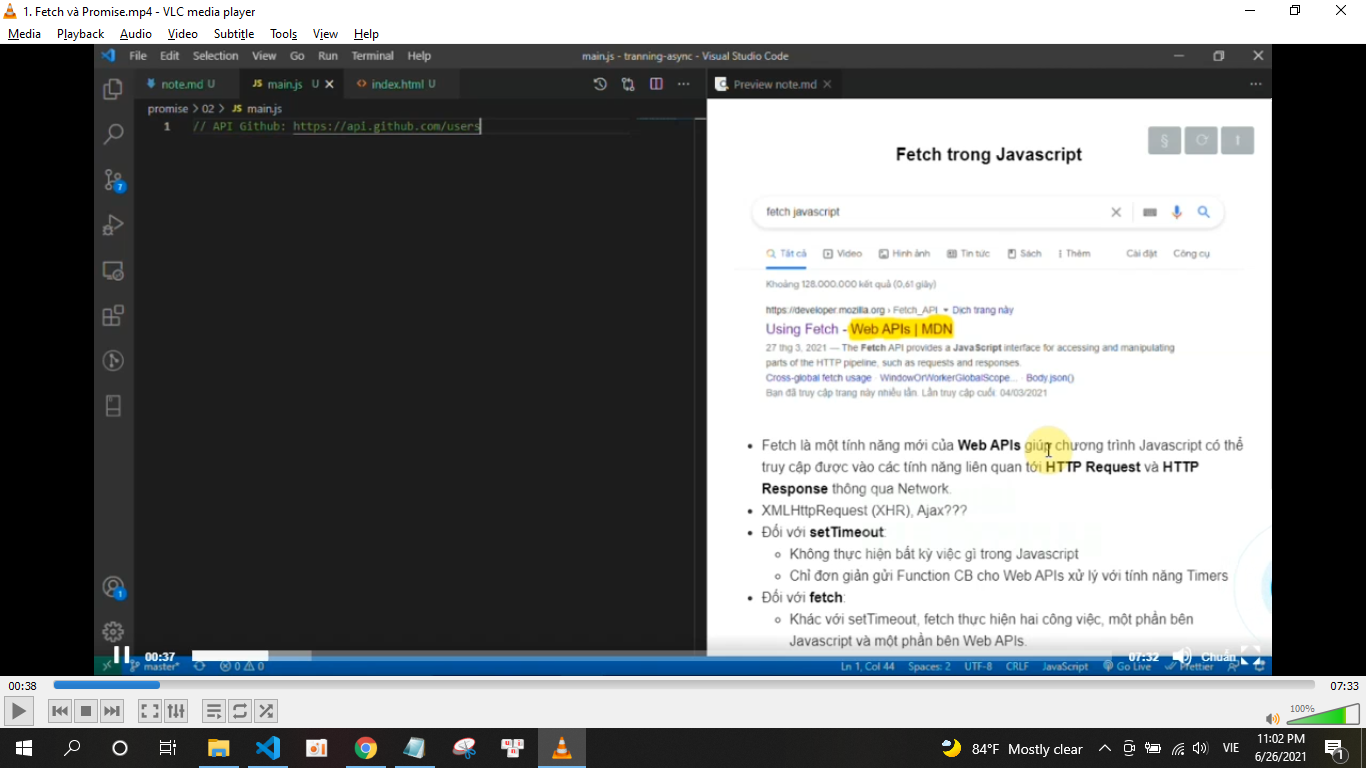 1. Fetch và Promise.mp4 - VLC media player
Media Playback Audio Video Subtitle Tools View Help
File Edit Selection View Go Run Terminal Help main.js - tranning-async - Visual Studio Code
note.md U JS main.js U index.html U
Preview note.md
promise > 02 > JS main.js
1 // API Github: https://api.github.com/users
Fetch trong Javascript
fetch javascript
Tất cả Video Hình ảnh Tin tức Sách Thêm Cài đặt Công cụ
Khoảng 128.000.000 kết quả (0,61 giây)
https://developer.mozilla.org › Fetch_API Dịch trang này
Using Fetch - Web APIs | MDN
27 thg 3, 2021 — The Fetch API provides a JavaScript interface for accessing and manipulating
parts of the HTTP pipeline, such as requests and responses.
Cross-global fetch usage · WindowOrWorkerGlobalScope... · Body.json()
Bạn đã truy cập trang này nhiều lần. Lần truy cập cuối: 04/03/2021
Fetch là một tính năng mới của Web APIs giúp chương trình Javascript có thể
truy cập được vào các tính năng liên quan tới HTTP Request và HTTP
Response thông qua Network.
XMLHttpRequest (XHR), Ajax???
Đối với setTimeout:
Không thực hiện bất kỳ việc gì trong Javascript
Chỉ đơn giản gửi Function CB cho Web APIs xử lý với tính năng Timers
Đối với fetch:
Khác với setTimeout, fetch thực hiện hai công việc, một phần bên
Javascript và một phần bên Web APIs.
7
1
00:37 07:32 Chuẩn
master* 0 0 Ln 1, Col 44 Spaces: 2 UTF-8 CRLF JavaScript Go Live Prettier
00:38 07:33
100%
84°F Mostly clear VIE 11:02 PM
6/26/2021
1